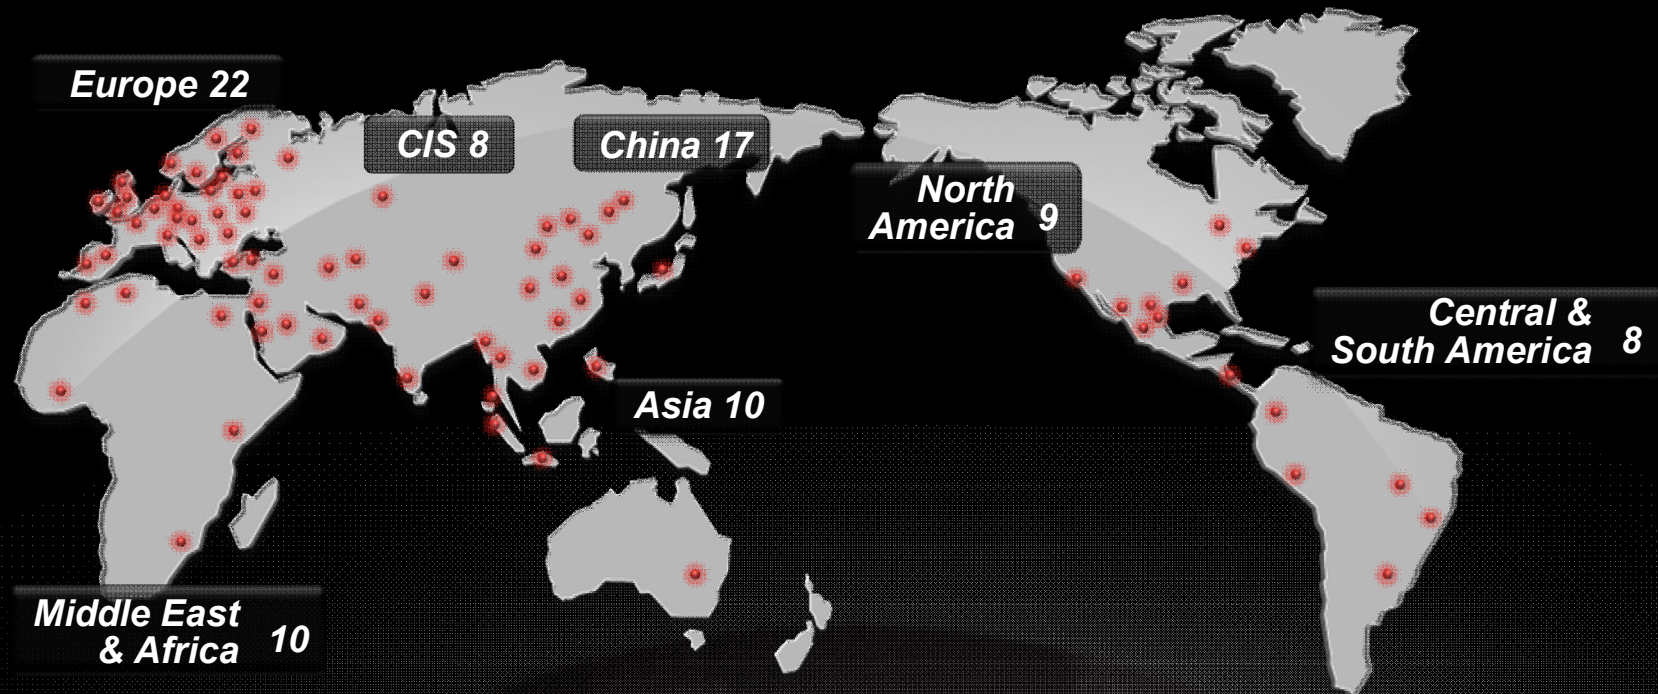 Europe 22
CIS 8
China 17
North
America 9
Central &
South America 8
Asia 10
Middle East
& Africa 10